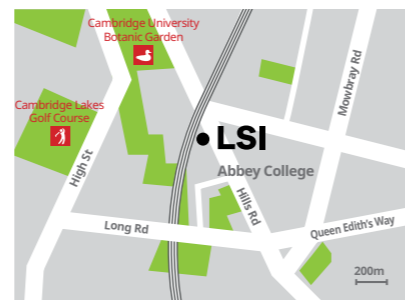 Cambridge University
Botanic Garden
Cambridge Lakes
Golf Course
High St
LSI
Abbey College
Hills Rd
Mowbray Rd
Long Rd
Queen Edith's Way
200m